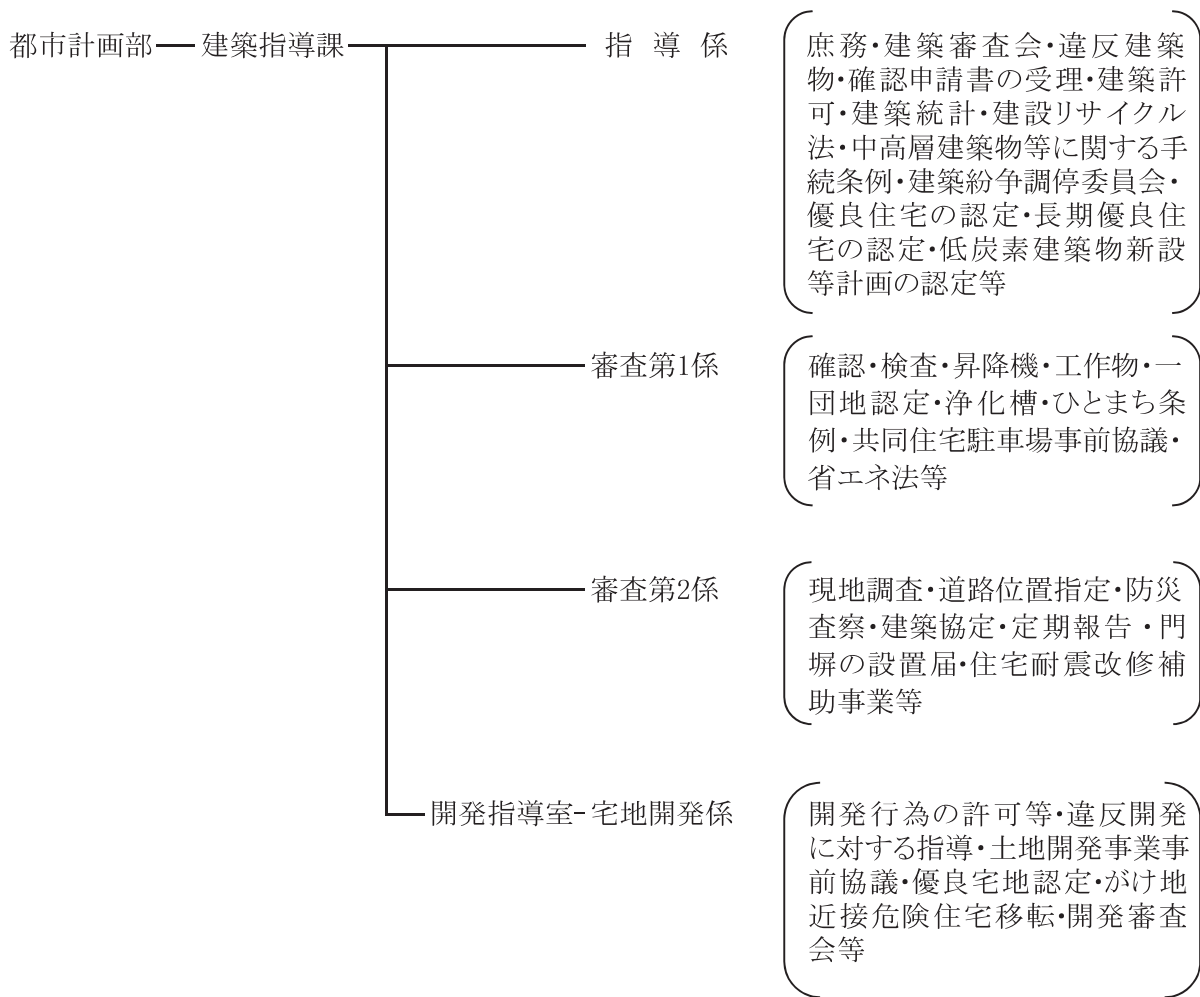 都市計画部 建築指導課 指導係
庶務・建築審査会・違反建築
物・確認申請書の受理・建築許
可・建築統計・建設リサイクル
法・中高層建築物等に関する手
続条例・建築紛争調停委員会・
優良住宅の認定・長期優良住
宅の認定・低炭素建築物新設
等計画の認定等
審査第1係
確認・検査・昇降機・工作物・一
団地認定・浄化槽・ひとまち条
例・共同住宅駐車場事前協議・
省エネ法等
審査第2係
現地調査・道路位置指定・防災
査察・建築協定・定期報告・門
塀の設置届・住宅耐震改修補
助事業等
開発指導室 宅地開発係
開発行為の許可等・違反開発
に対する指導・土地開発事業事
前協議・優良宅地認定・がけ地
近接危険住宅移転・開発審査
会等